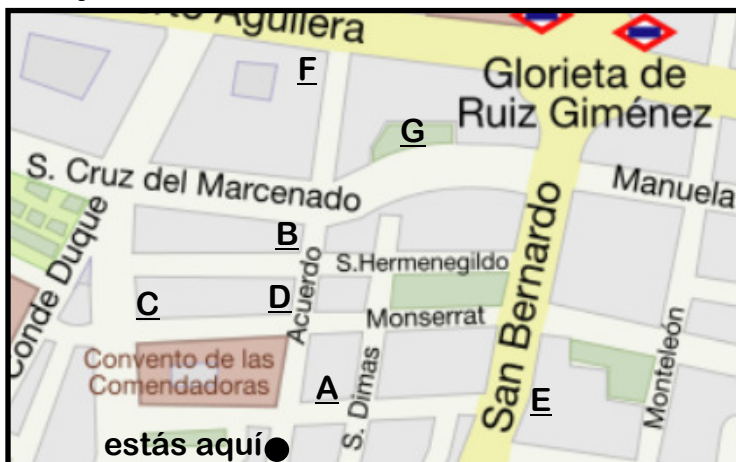 Aguilera
F
Glorieta de
Ruiz Giménez
G
S. Cruz del Marcenado
Manuela
B
S.Hermenegildo
Conde Duque
Acuerdo
San Bernardo
C
D
Monserrat
Monteleón
Convento de las
Comendadoras
A
S. Dimas
E
estás aquí